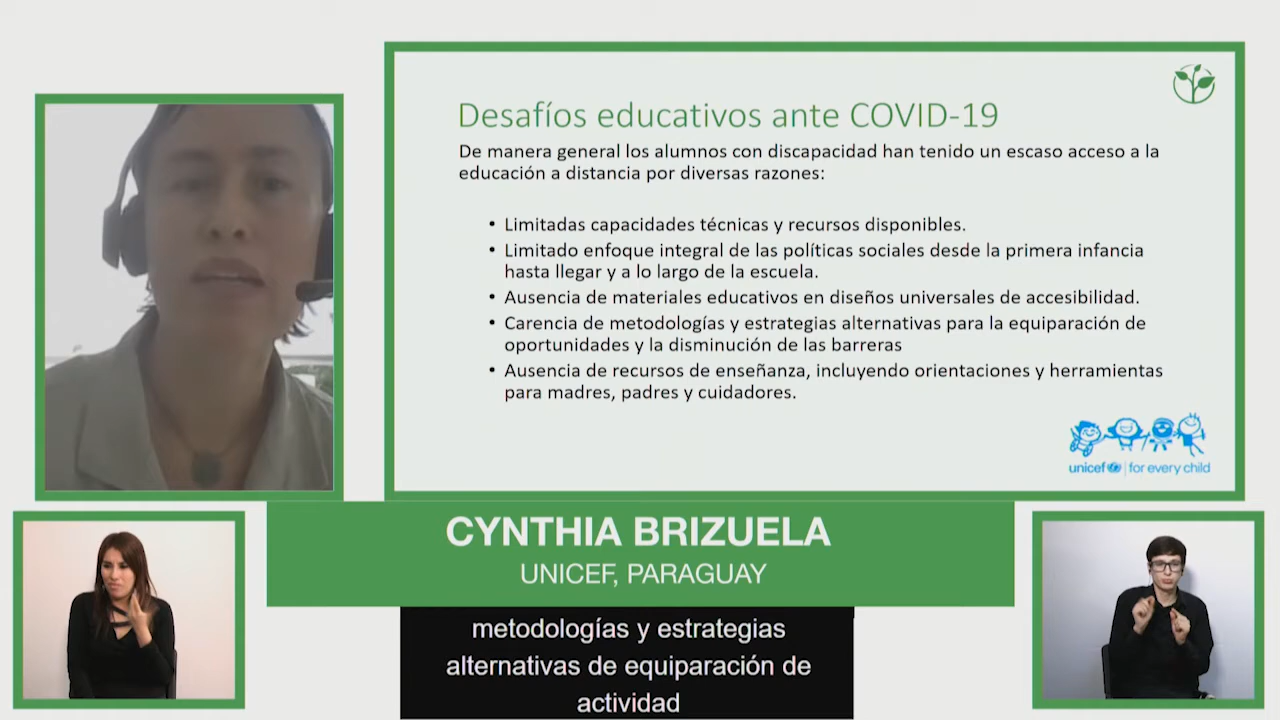 Desafíos educativos ante COVID-19
De manera general los alumnos con discapacidad han tenido un escaso acceso a la
educación a distancia por diversas razones:
• Limitadas capacidades técnicas y recursos disponibles.
• Limitado enfoque integral de las políticas sociales desde la primera infancia
hasta llegar y a lo largo de la escuela.
• Ausencia de materiales educativos en diseños universales de accesibilidad.
• Carencia de metodologías y estrategias alternativas para la equiparación de
oportunidades y la disminución de las barreras
• Ausencia de recursos de enseñanza, incluyendo orientaciones y herramientas
para madres, padres y cuidadores.
unicef | for every child
CYNTHIA BRIZUELA
UNICEF, PARAGUAY
metodologías y estrategias
alternativas de equiparación de
actividad